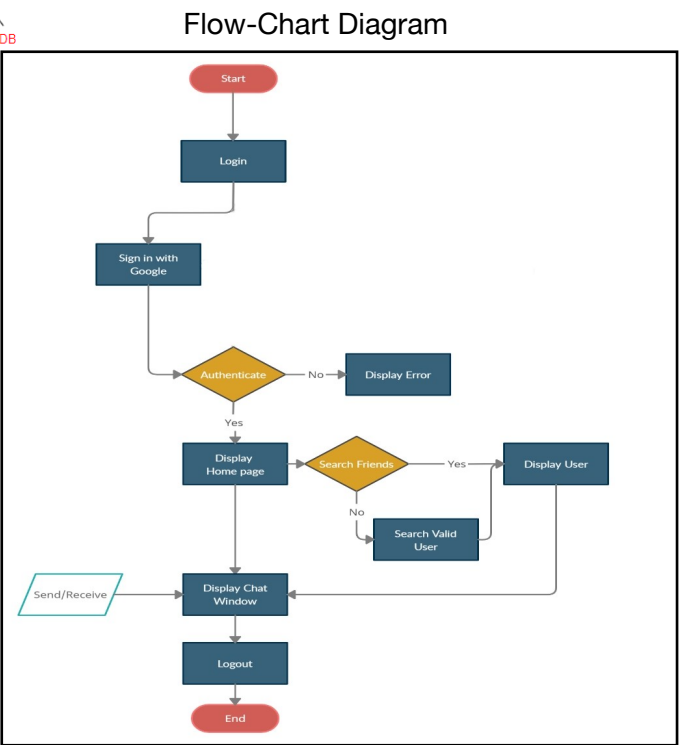 DB
Flow-Chart Diagram
Start
Login
Sign in with
Google
Authenticate
No
Display Error
Yes
Display
Home page
Search Friends
Yes
Display User
No
Search Valid
User
Send/Receive
Display Chat
Window
Logout
End